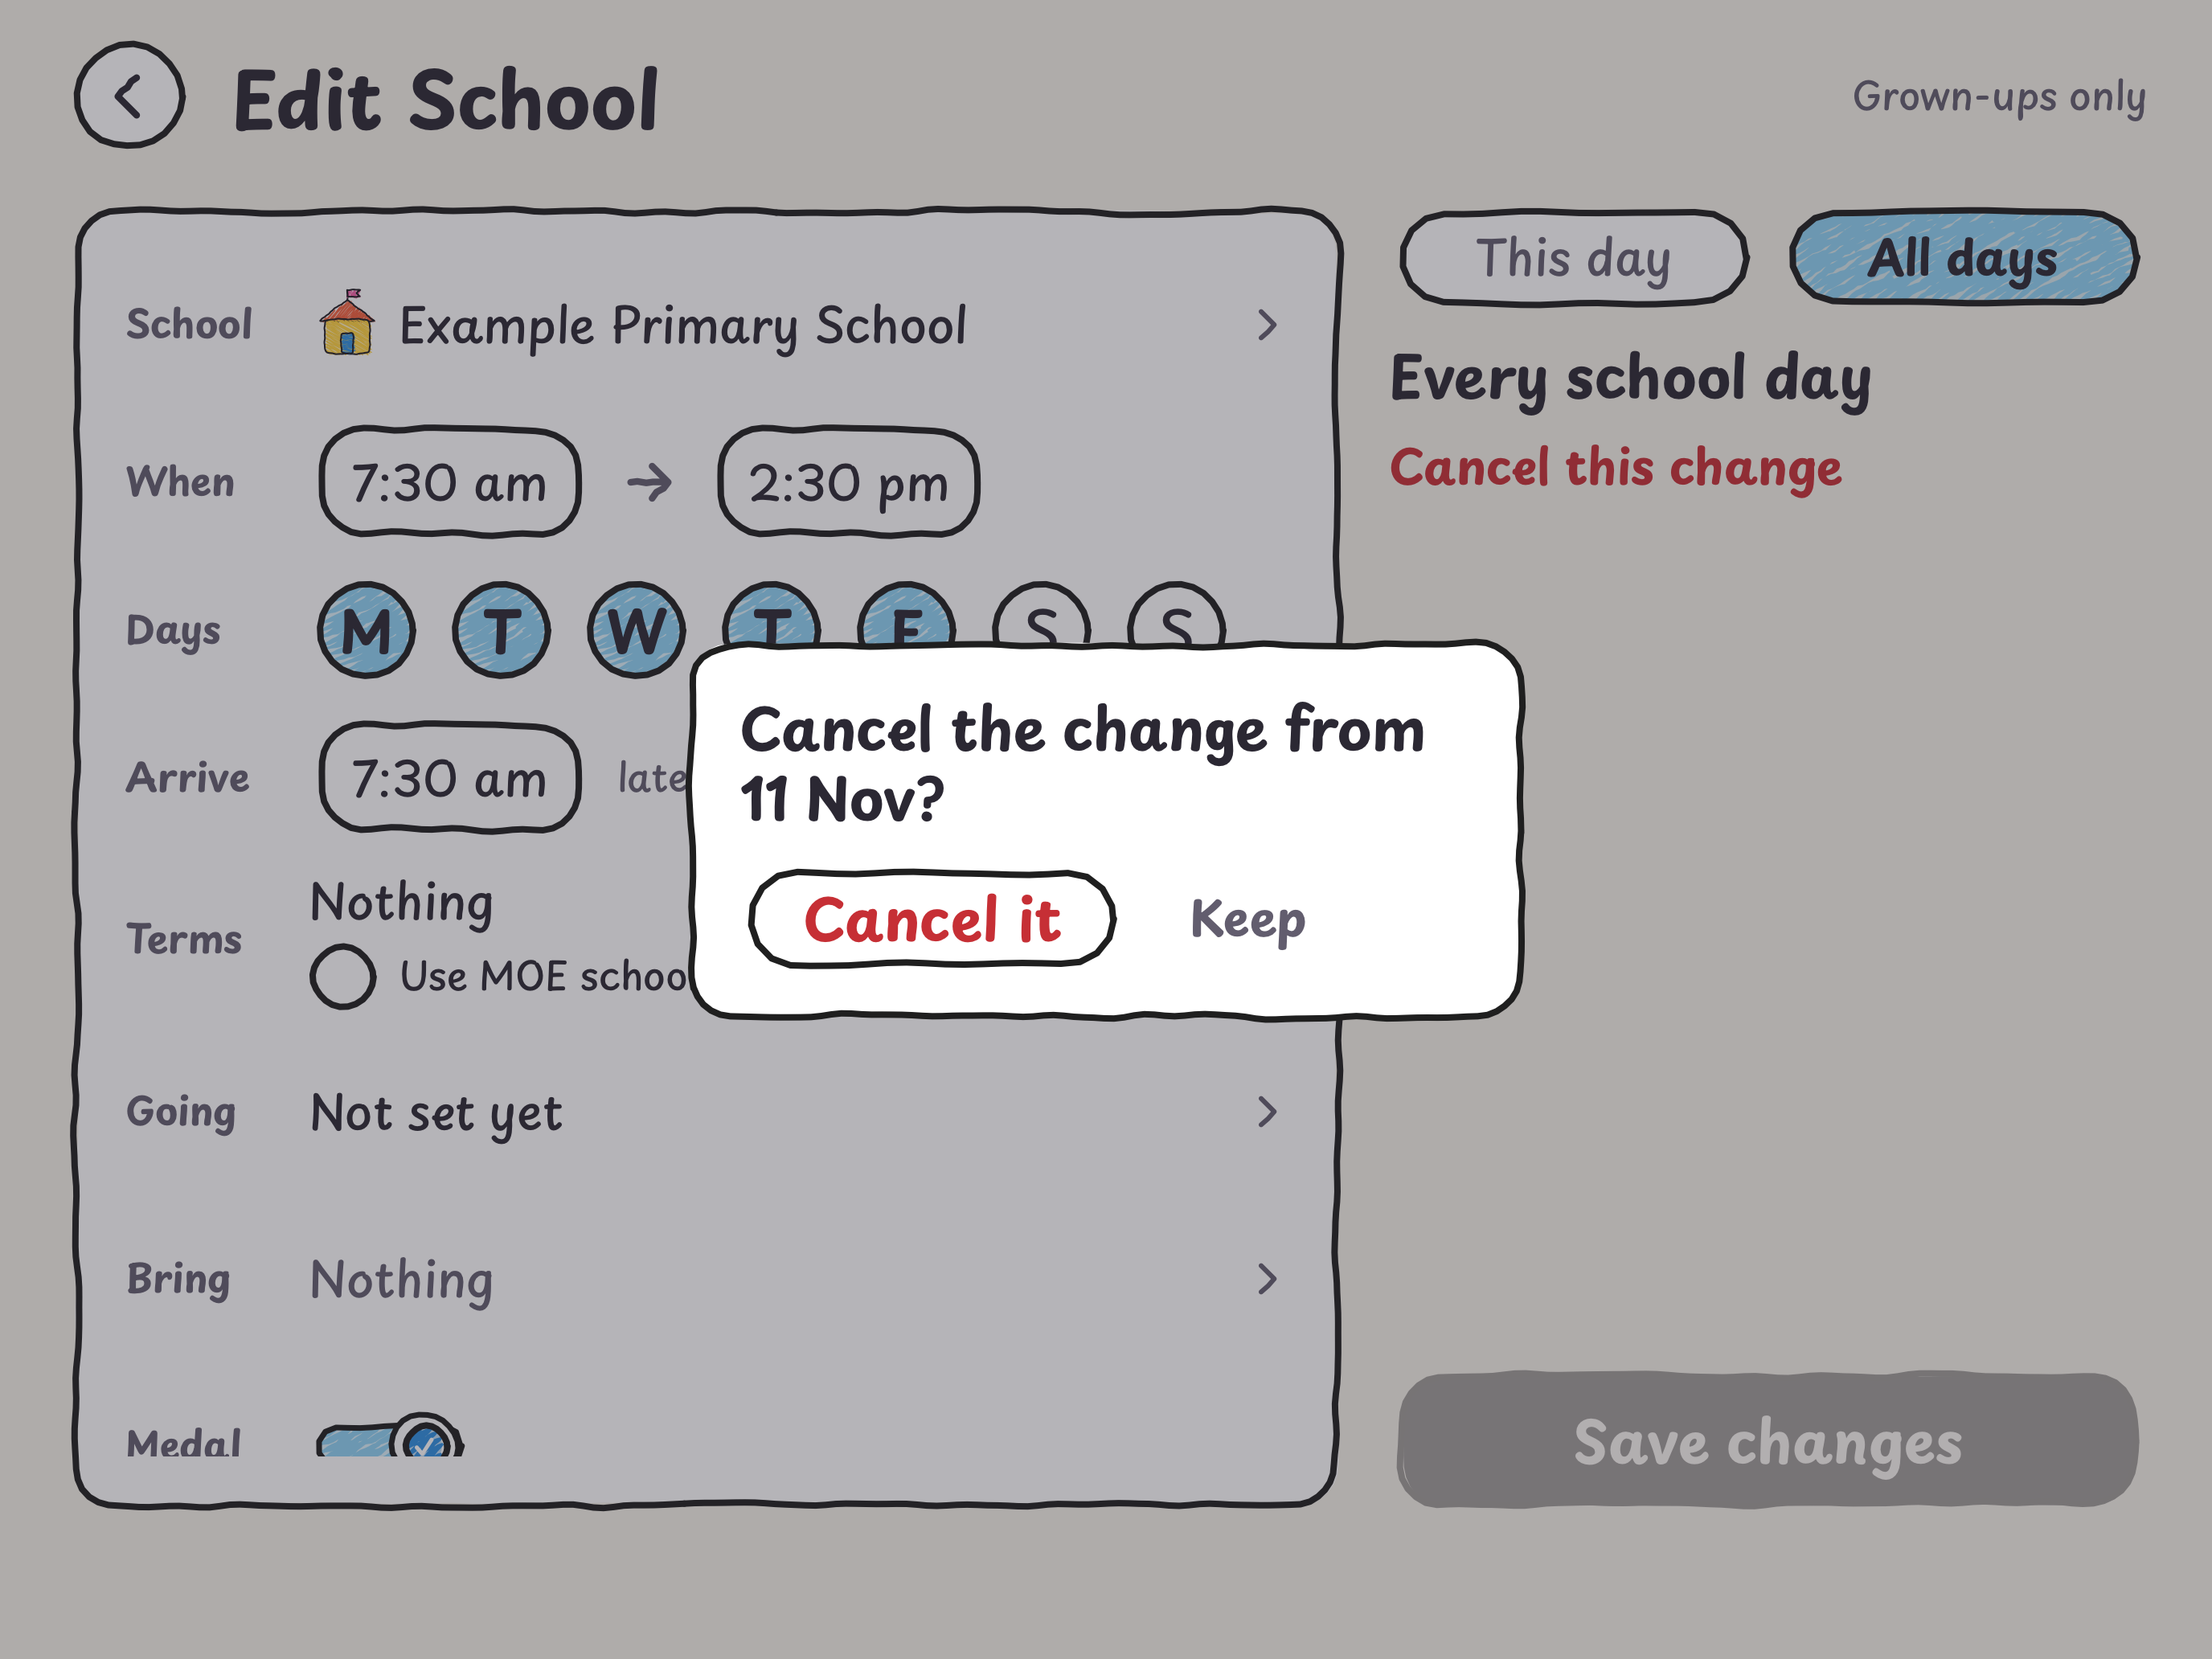 Edit School
Grown-ups only
School
Example Primary School
This day
All days
Every school day
Cancel this change
When
7:30 am
2:30 pm
Days
M
T
W
T
F
S
S
Arrive
7:30 am
Cancel the change from
11 Nov?
Cancel it
Keep
Terms
Nothing
Use MOE
Going
Not set yet
Bring
Nothing
Medal
Save changes